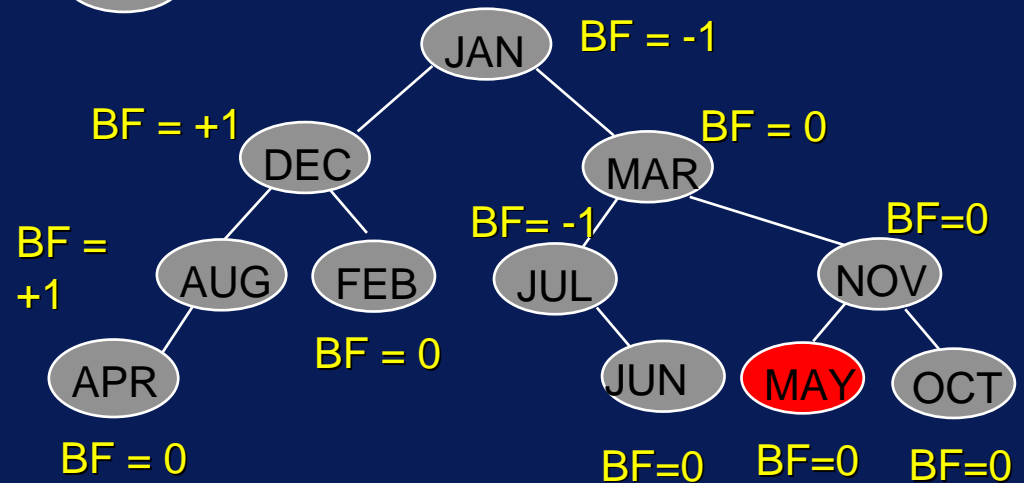 JAN
BF = -1
BF = +1
DEC
BF = 0
MAR
BF =
+1
AUG
FEB
BF= -1
JUL
BF=0
NOV
BF = 0
APR
JUN
MAY
OCT
BF = 0
BF=0
BF=0
BF=0